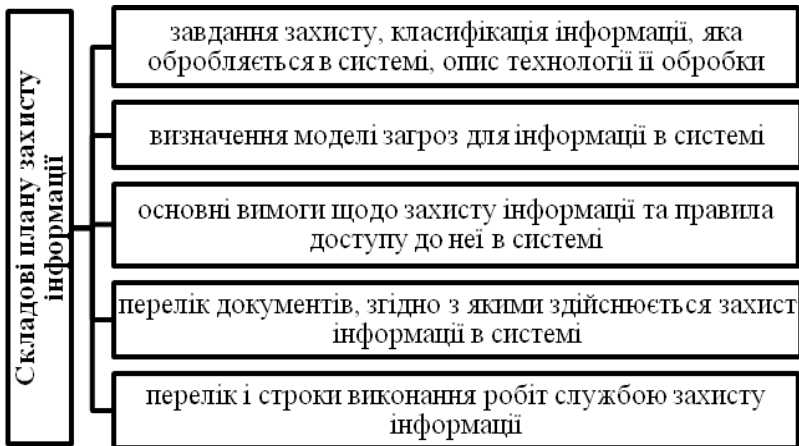 Складові плану захисту
інформації
завдання захисту, класифікація інформації, яка
обробляється в системі, опис технології її обробки
визначення моделі загроз для інформації в системі
основні вимоги щодо захисту інформації та правила
доступу до неї в системі
перелік документів, згідно з якими здійснюється захист
інформації в системі
перелік і строки виконання робіт службою захисту
інформації